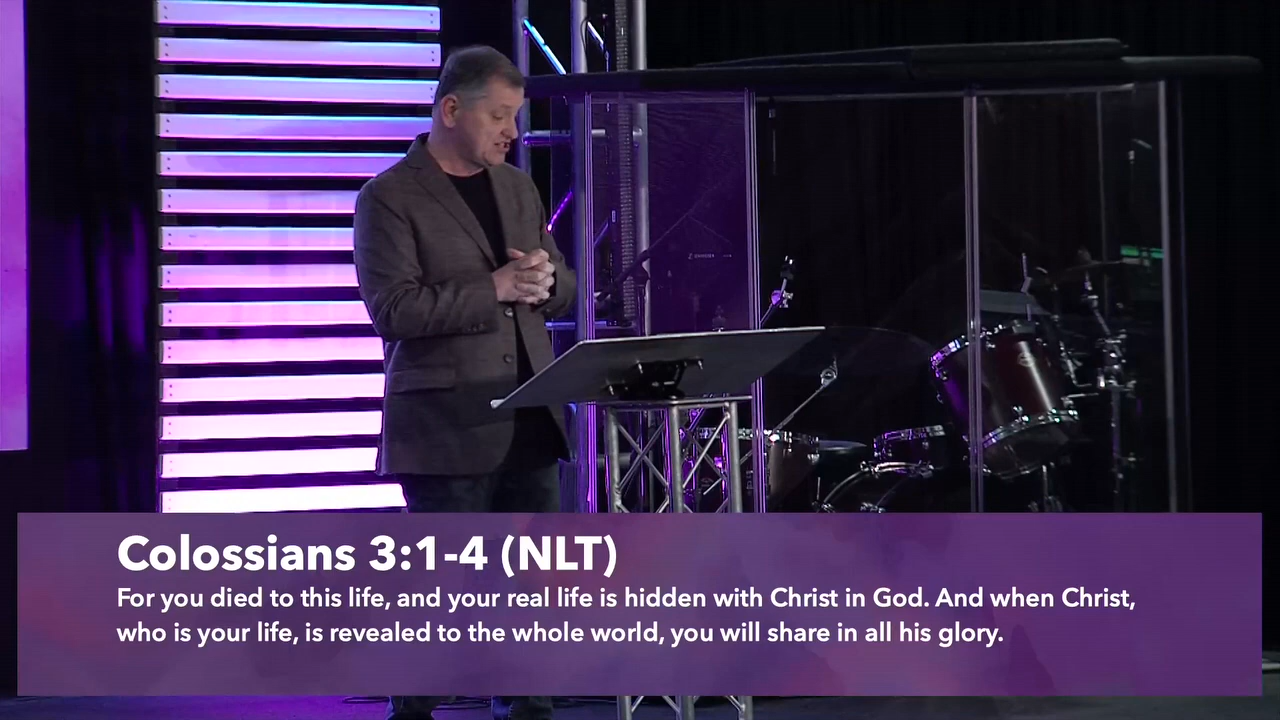 Colossians 3:1-4 (NLT)
For you died to this life, and your real life is hidden with Christ in God. And when Christ,
who is your life, is revealed to the whole world, you will share in all his glory.